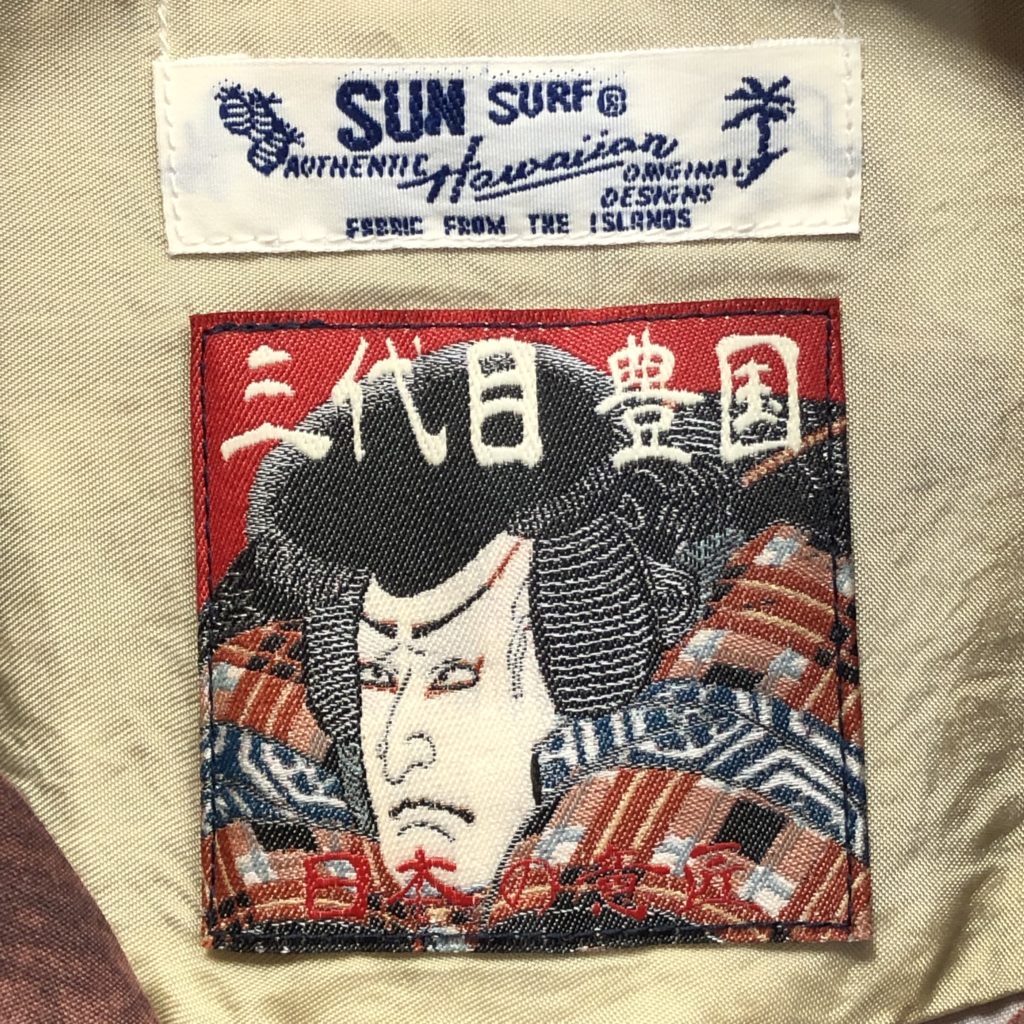 SUN SURF®
AUTHENTIC Hawaiian ORIGINAL
DESIGNS
FABRIC FROM THE ISLANDS
三代目 豊国
日本の意匠